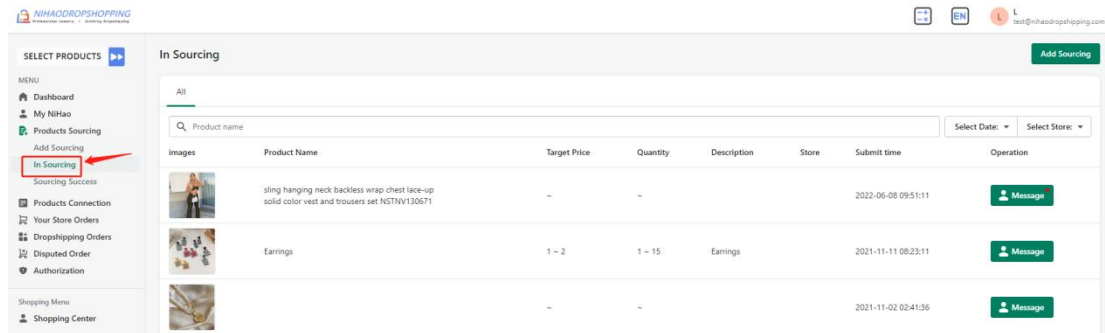 NIHAODROPSHOPPING
EN
L
L
test@nihaodropshipping.com
SELECT PRODUCTS
In Sourcing
Add Sourcing
MENU
Dashboard
My NiHao
Products Sourcing
Add Sourcing
In Sourcing
Sourcing Success
Products Connection
Your Store Orders
Dropshipping Orders
Disputed Order
Authorization
Shopping Menu
Shopping Center
All
Product name
Select Date:
Select Store:
images Product Name Target Price Quantity Description Store Submit time Operation
sling hanging neck backless wrap chest lace-up
solid color vest and trousers set NSTNV130671
~ ~ 2022-06-08 09:51:11 Message
Earrings 1 ~ 2 1 ~ 15 Earrings 2021-11-11 08:23:11 Message
~ ~ 2021-11-02 02:41:36 Message